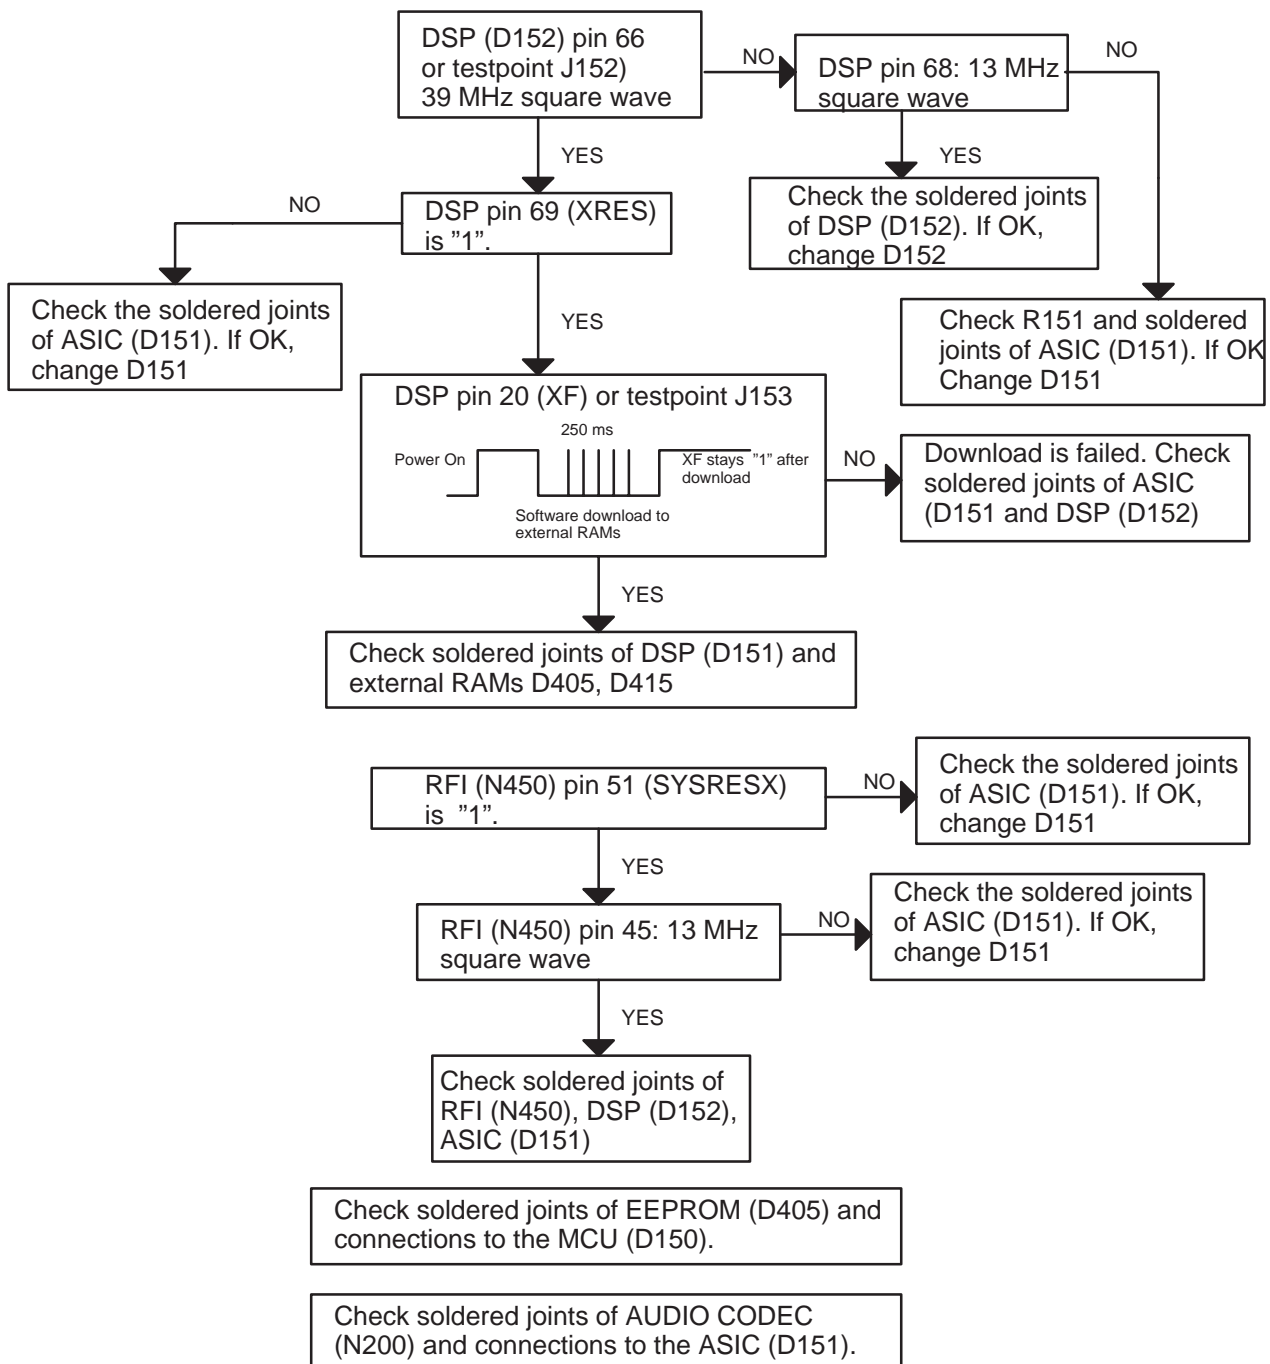 DSP (D152) pin 66
or testpoint J152)
39 MHz square wave
NO
DSP pin 68: 13 MHz
square wave
NO
YES
YES
Check the soldered joints
of DSP (D152). If OK,
change D152
NO
DSP pin 69 (XRES)
is ”1”.
Check the soldered joints
of ASIC (D151). If OK,
change D151
YES
Check R151 and soldered
joints of ASIC (D151). If OK
Change D151
DSP pin 20 (XF) or testpoint J153
250 ms
Power On
XF stays ”1” after
download
Software download to
external RAMs
NO
Download is failed. Check
soldered joints of ASIC
(D151 and DSP (D152)
YES
Check soldered joints of DSP (D151) and
external RAMs D405, D415
RFI (N450) pin 51 (SYSRESX)
is ”1”.
NO
Check the soldered joints
of ASIC (D151). If OK,
change D151
YES
RFI (N450) pin 45: 13 MHz
square wave
NO
Check the soldered joints
of ASIC (D151). If OK,
change D151
YES
Check soldered joints of
RFI (N450), DSP (D152),
ASIC (D151)
Check soldered joints of EEPROM (D405) and
connections to the MCU (D150).
Check soldered joints of AUDIO CODEC
(N200) and connections to the ASIC (D151).